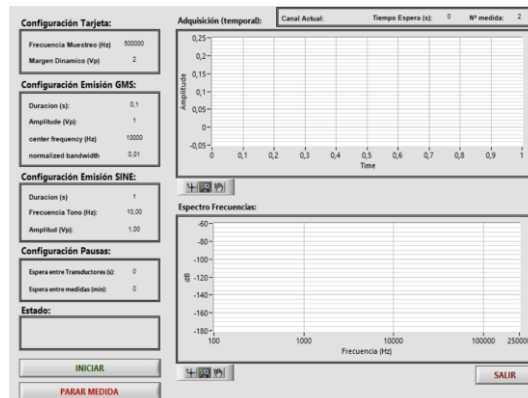 Configuración Tarjeta:
Frecuencia Muestreo (Hz) 500000
Margen Dinamico (Vp) 2
Configuración Emisión GMS:
Duracion (s): 0,1
Amplitude (Vp): 1
center frequency (Hz) 10000
normalized bandwidth 0,01
Configuración Emisión SINE:
Duracion (s) 1
Frecuencia Tono (Hz): 10,00
Amplitud (Vp): 1,00
Configuración Pausas:
Espera entre Transductores (s): 0
Espera entre medidas (min): 0
Estado:
INICIAR
PARAR MEDIDA
Adquisición (temporal):
Canal Actual: Tiempo Espera (s): 0 Nº medida: 2
Amplitude
0,25
0,2
0,15
0,1
0,05
0
-0,05
0 0,1 0,2 0,3 0,4 0,5 0,6 0,7 0,8 0,9 1
Time
Espectro Frecuencias:
dB
-60
-80
-100
-120
-140
-160
-180
100 1000 10000 100000 250000
Frecuencia (Hz)
SALIR